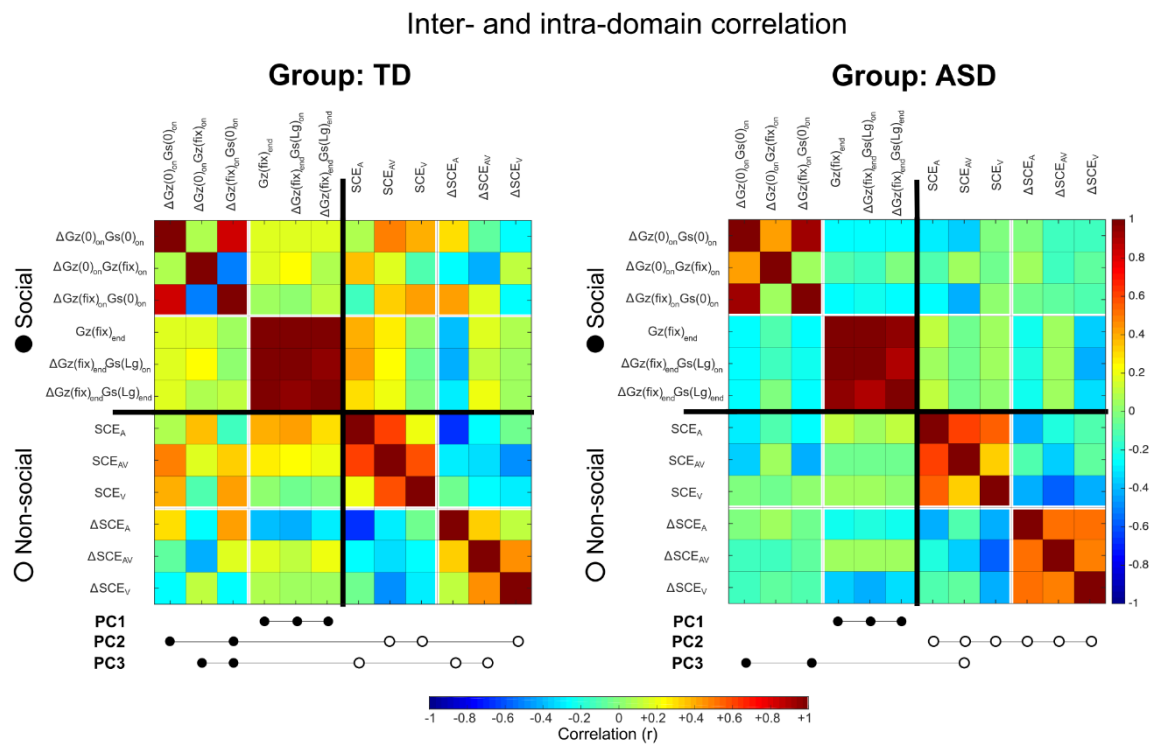 Inter- and intra-domain correlation
Group: TD
Group: ASD
ΔGz(0)onGs(0)on
ΔGz(0)onGz(fix)on
ΔGz(fix)onGs(0)on
Gz(fix)end
ΔGz(fix)endGs(Lg)on
ΔGz(fix)endGs(Lg)end
SCEA
SCEAV
SCEV
ΔSCEA
ΔSCEAV
ΔSCEV
ΔGz(0)onGs(0)on
ΔGz(0)onGz(fix)on
ΔGz(fix)onGs(0)on
Gz(fix)end
ΔGz(fix)endGs(Lg)on
ΔGz(fix)endGs(Lg)end
SCEA
SCEAV
SCEV
ΔSCEA
ΔSCEAV
ΔSCEV
Social
Non-social
ΔGz(0)onGs(0)on
ΔGz(0)onGz(fix)on
ΔGz(fix)onGs(0)on
Gz(fix)end
ΔGz(fix)endGs(Lg)on
ΔGz(fix)endGs(Lg)end
SCEA
SCEAV
SCEV
ΔSCEA
ΔSCEAV
ΔSCEV
PC1
PC2
PC3
Social
Non-social
ΔGz(0)onGs(0)on
ΔGz(0)onGz(fix)on
ΔGz(fix)onGs(0)on
Gz(fix)end
ΔGz(fix)endGs(Lg)on
ΔGz(fix)endGs(Lg)end
SCEA
SCEAV
SCEV
ΔSCEA
ΔSCEAV
ΔSCEV
PC1
PC2
PC3
1
0.8
0.6
0.4
0.2
0
-0.2
-0.4
-0.6
-0.8
-1
-1 -0.8 -0.6 -0.4 -0.2 0 +0.2 +0.4 +0.6 +0.8 +1
Correlation (r)